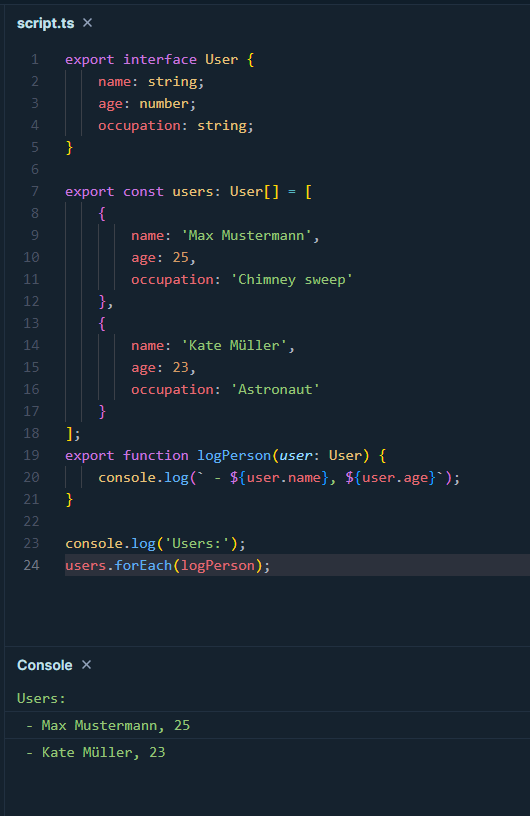 script.ts ×
1 export interface User {
2     name: string;
3     age: number;
4     occupation: string;
5 }
6
7 export const users: User[] = [
8     {
9         name: 'Max Mustermann',
10         age: 25,
11         occupation: 'Chimney sweep'
12     },
13     {
14         name: 'Kate Müller',
15         age: 23,
16         occupation: 'Astronaut'
17     }
18 ];
19 export function logPerson(user: User) {
20     console.log(` - ${user.name}, ${user.age}`);
21 }
22
23 console.log('Users:');
24 users.forEach(logPerson);
Console ×
Users:
 - Max Mustermann, 25
 - Kate Müller, 23